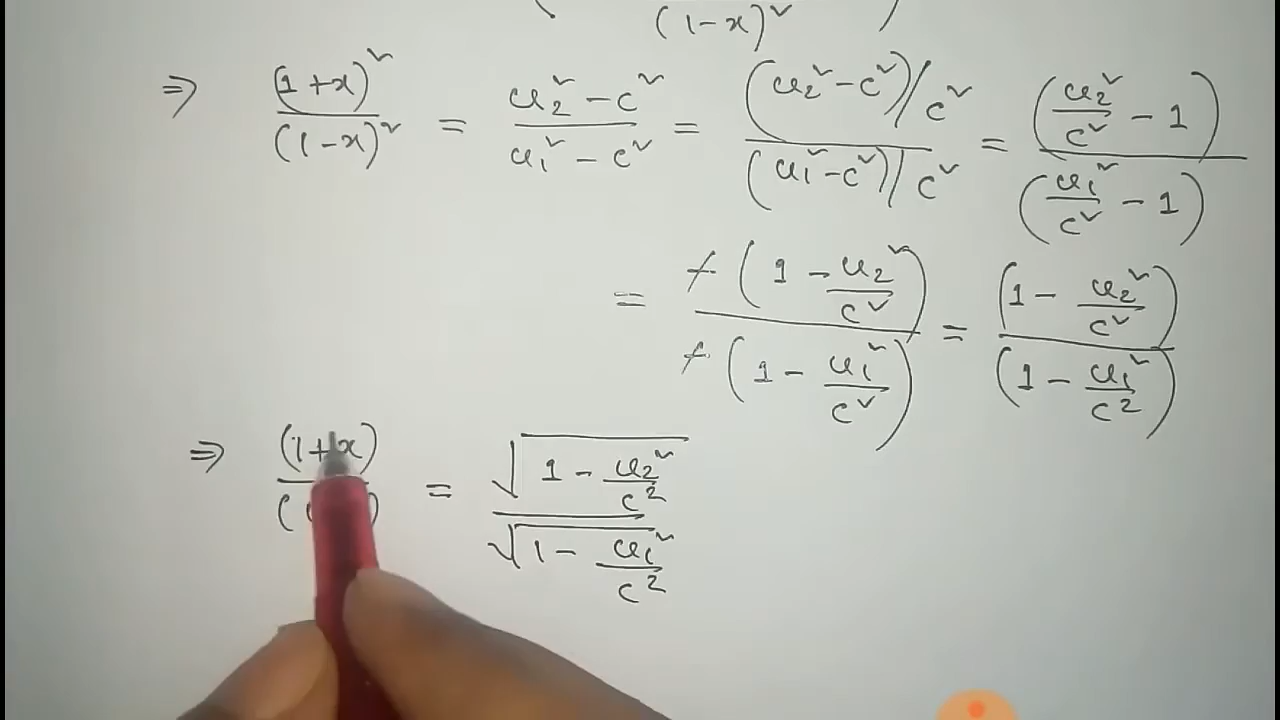 (1-x)²
⇒ (1+x)²/(1-x)² = (u₂²-c²)/(u₁²-c²) = ((u₂²-c²)/c²)/((u₁²-c²)/c²) = (u₂²/c² - 1)/(u₁²/c² - 1)
= -(1 - u₂²/c²)/-(1 - u₁²/c²) = (1 - u₂²/c²)/(1 - u₁²/c²)
⇒ (1+x)/( ) = √(1 - u₂²/c²)/√(1 - u₁²/c²)